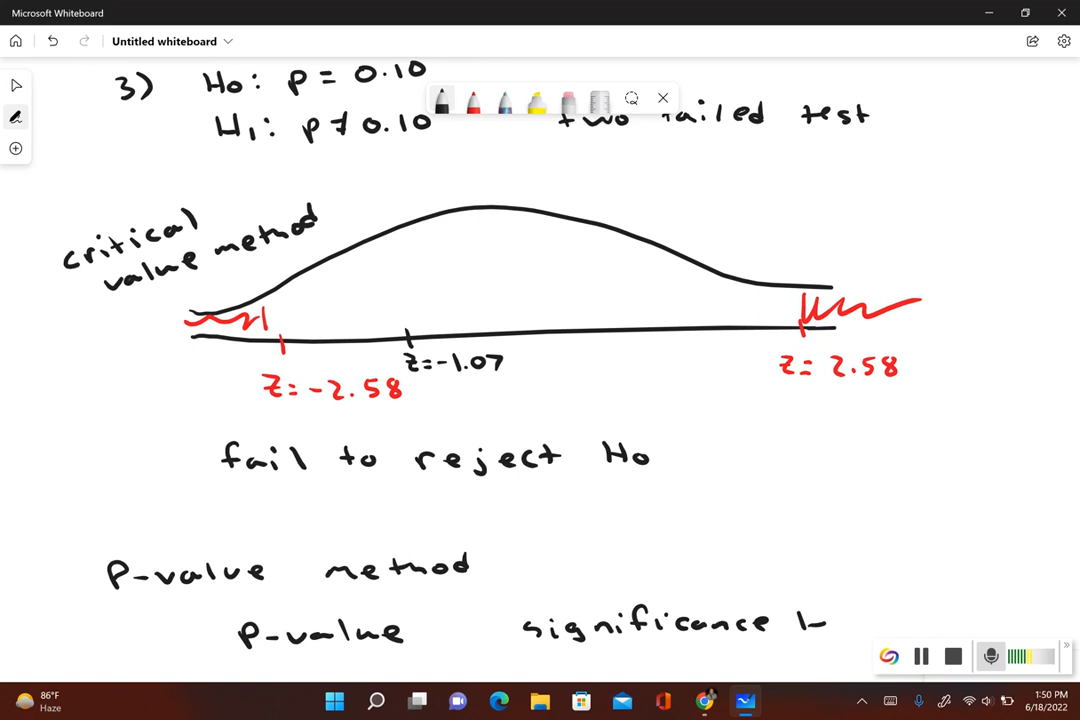 Microsoft Whiteboard
Untitled whiteboard
3) Ho: p = 0.10
H1: p ≠ 0.10 two tailed test
critical
value method
z=-1.07
z=-2.58
z= 2.58
fail to reject Ho
P-value method
p-value significance l
86°F
Haze
1:50 PM
6/18/2022